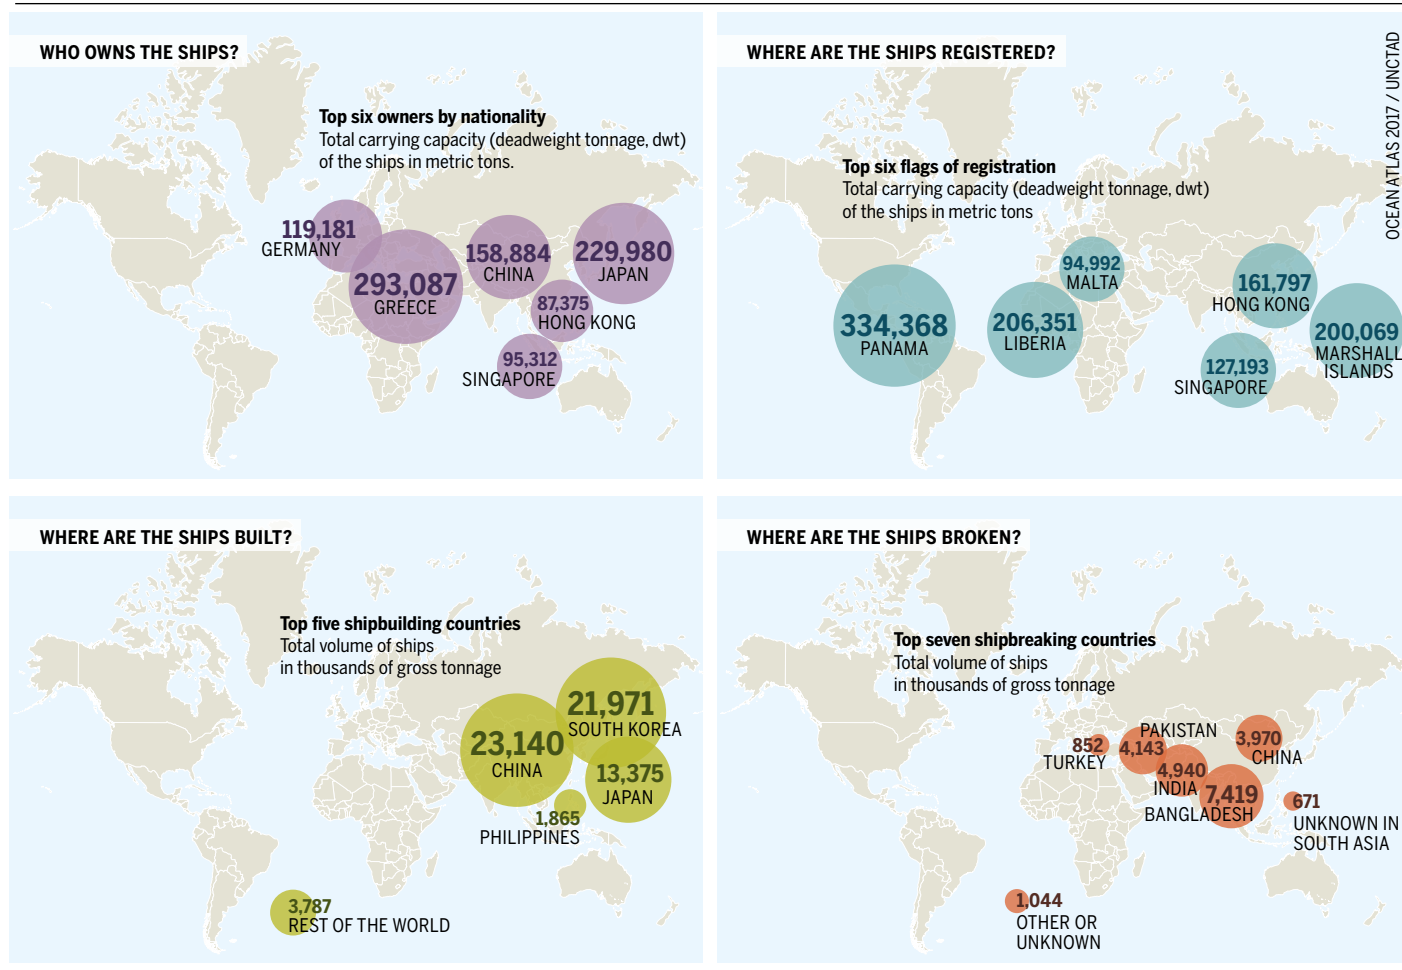 WHO OWNS THE SHIPS?
Top six owners by nationality
Total carrying capacity (deadweight tonnage, dwt)
of the ships in metric tons.
119,181
GERMANY
293,087
GREECE
158,884
CHINA
229,980
JAPAN
87,375
HONG KONG
95,312
SINGAPORE
WHERE ARE THE SHIPS REGISTERED?
Top six flags of registration
Total carrying capacity (deadweight tonnage, dwt)
of the ships in metric tons
334,368
PANAMA
206,351
LIBERIA
94,992
MALTA
161,797
HONG KONG
200,069
MARSHALL
ISLANDS
127,193
SINGAPORE
OCEAN ATLAS 2017 / UNCTAD
WHERE ARE THE SHIPS BUILT?
Top five shipbuilding countries
Total volume of ships
in thousands of gross tonnage
21,971
SOUTH KOREA
23,140
CHINA
13,375
JAPAN
1,865
PHILIPPINES
3,787
REST OF THE WORLD
WHERE ARE THE SHIPS BROKEN?
Top seven shipbreaking countries
Total volume of ships
in thousands of gross tonnage
852
TURKEY
PAKISTAN
4,143
4,940
INDIA
7,419
BANGLADESH
3,970
CHINA
671
UNKNOWN IN
SOUTH ASIA
1,044
OTHER OR
UNKNOWN